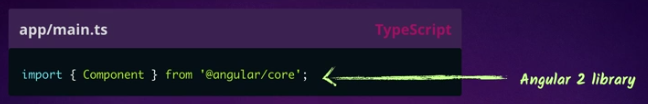 app/main.ts TypeScript
import { Component } from '@angular/core';
Angular 2 library